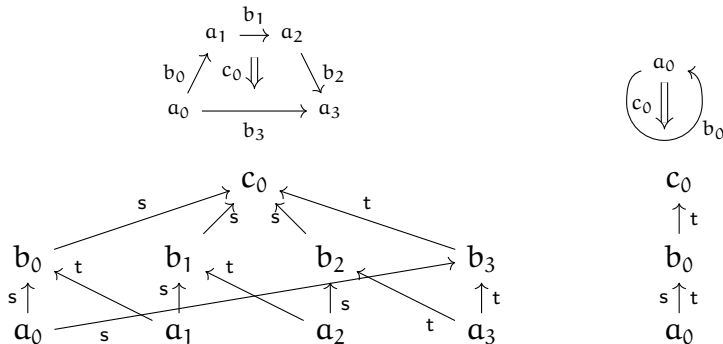 b₁
a₁ a₂
a₀
b₀ c₀ b₂
c₀
a₀ a₃
b₃
b₀
c₀ c₀
s s s t t
b₀ b₁ b₂ b₃ b₀
s t s t s t t s t
a₀ s a₁ a₂ a₃ a₀